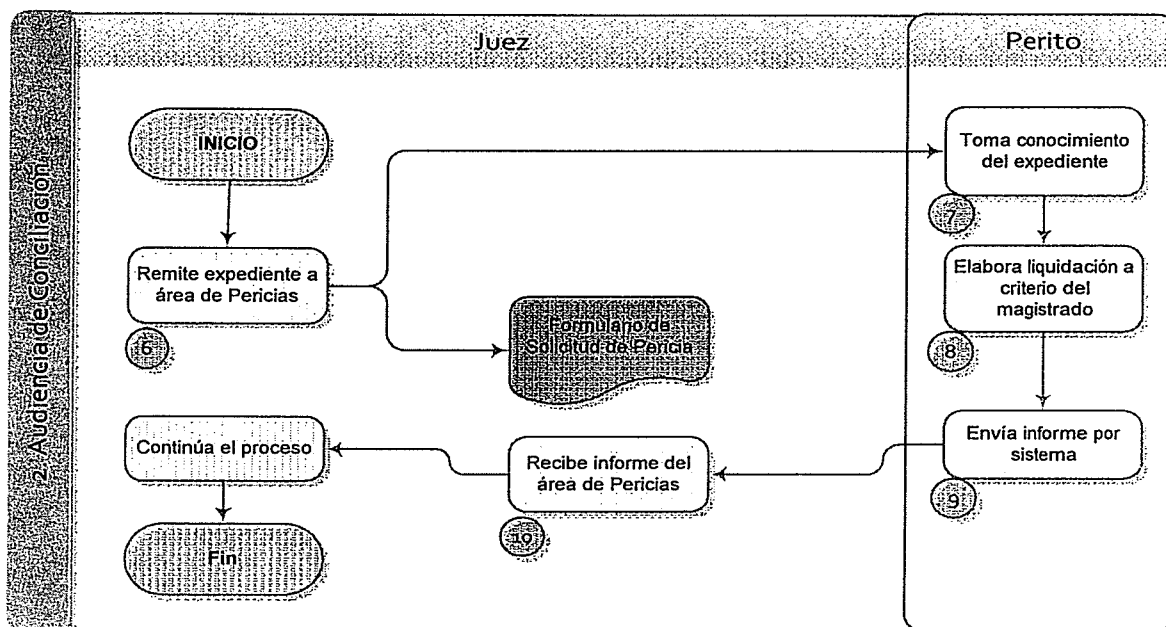 2. Audiencia de Conciliación
Juez
Perito
INICIO
Remite expediente a
área de Pericias
6
Formulario de
Solicitud de Pericia
Toma conocimiento
del expediente
7
Elabora liquidación a
criterio del
magistrado
8
Envía informe por
sistema
9
Recibe informe del
área de Pericias
10
Continúa el proceso
Fin